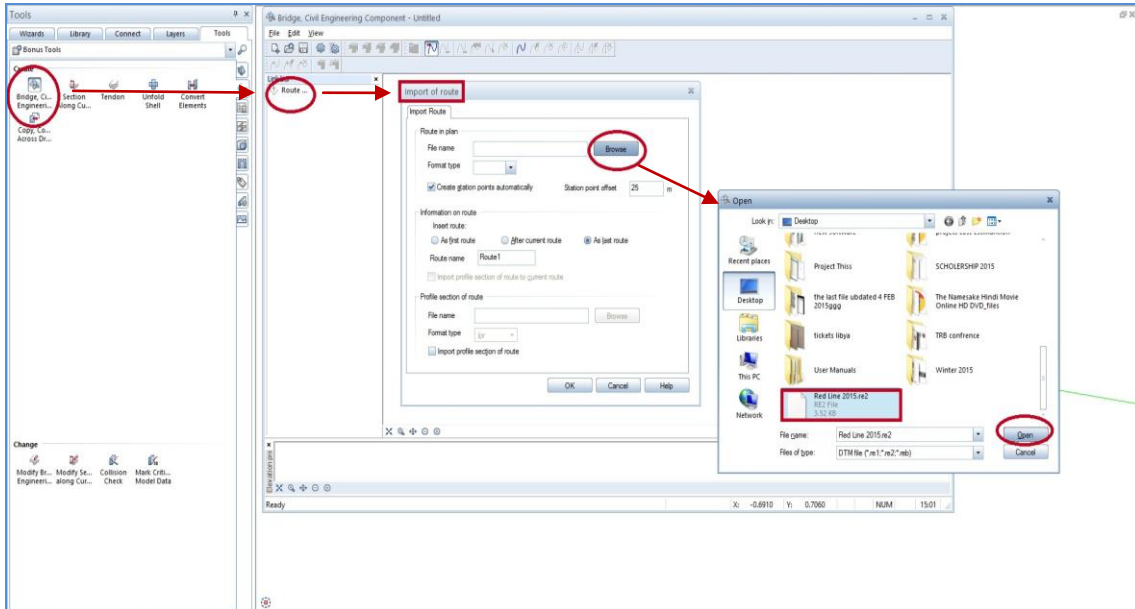 Tools
Wizards Library Connect Layers Tools
Bonus Tools
Create
Bridge, Ci... Section Tendon Unfold Convert
Engineeri... along Cu... Shell Elements
Copy, Co...
Across Dr...
Change
Modify Br... Modify Se... Collision Mark Criti...
Engineeri... along Cur... Check Model Data
Bridge, Civil Engineering Component - Untitled
File Edit View
Route ...
Import of route
Import Route
Route in plan
File name Browse
Format type
Create station points automatically Station point offset 25 m
Information on route
Insert route:
As first route After current route As last route
Route name Route1
Import profile section of route to current route
Profile section of route
File name Browse
Format type
Import profile section of route
OK Cancel Help
Elevation pr
Ready X: -0.6910 Y: 0.7060 NUM 15:01
Open
Look in: Desktop
Recent places
Desktop
Libraries
This PC
Network
Project Thiss SCHOLERSHIP 2015
the last file ubdated 4 FEB The Namesake Hindi Movie
2015ggg Online HD DVD_files
tickets libya TRB confrence
User Manuals Winter 2015
Red Line 2015.re2
RE2 File
3.52 KB
File name: Red Line 2015.re2 Open
Files of type: DTM file (*.re1;*.re2;*.mb) Cancel